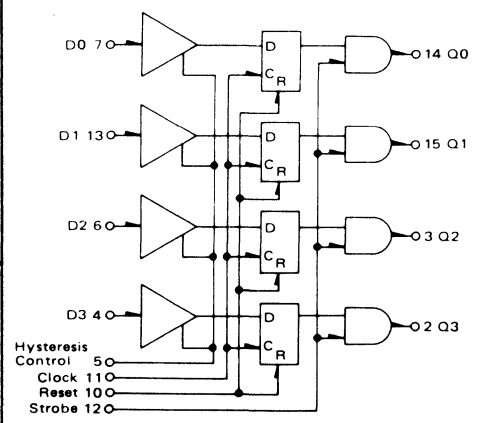 D0 7
D
C
R
14 Q0
D1 13
D
C
R
15 Q1
D2 6
D
C
R
3 Q2
D3 4
D
C
R
2 Q3
Hysteresis
Control 5
Clock 11
Reset 10
Strobe 12